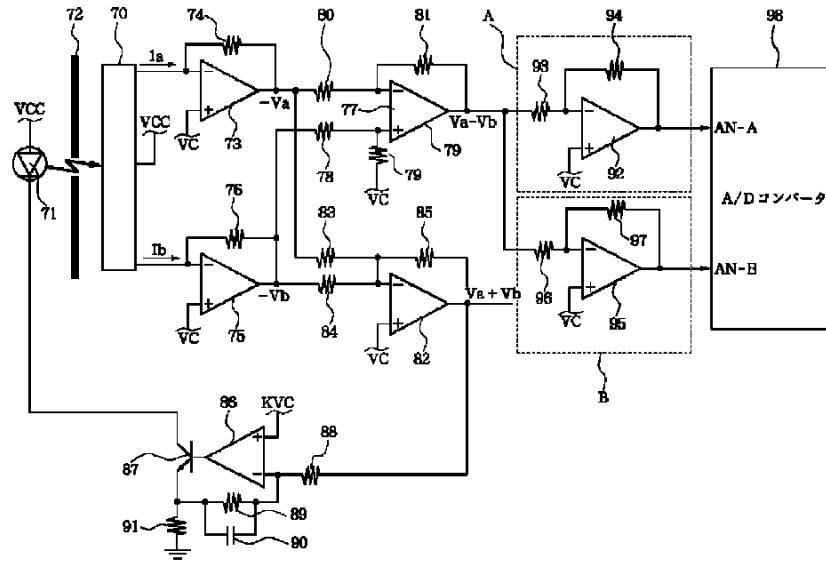 72
70
74
80
81
A
94
98
Ia
93
VCC
VCC
-Va
77
73
79
Va-Vb
92
AN-A
VC
78
79
VC
VC
71
76
83
85
A/Dコンバータ
Ib
97
-Vb
Va+Vb
96
AN-B
75
84
82
95
VC
VC
VC
B
86
KVC
88
87
89
91
90